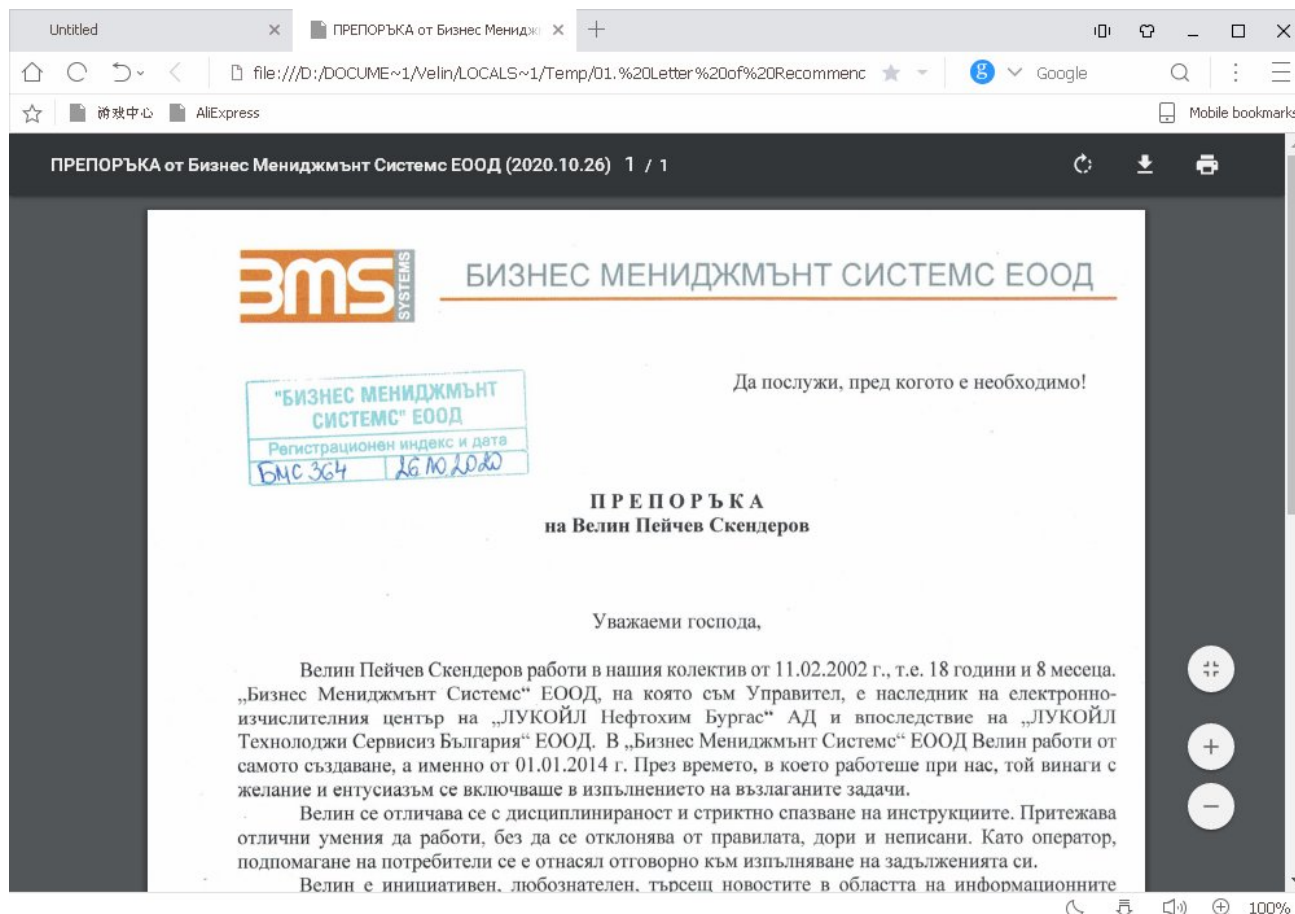 Untitled
ПРЕПОРЪКА от Бизнес Менидж
file:///D:/DOCUME~1/Velin/LOCALS~1/Temp/01.%20Letter%20of%20Recommenc
Google
游戏中心 AliExpress
Mobile bookmarks
ПРЕПОРЪКА от Бизнес Мениджмънт Системс ЕООД (2020.10.26) 1 / 1
BMS SYSTEMS
БИЗНЕС МЕНИДЖМЪНТ СИСТЕМС ЕООД
Да послужи, пред когото е необходимо!
"БИЗНЕС МЕНИДЖМЪНТ
СИСТЕМС" ЕООД
Регистрационен индекс и дата
БМС 364 26.10.2020
ПРЕПОРЪКА
на Велин Пейчев Скендеров
Уважаеми господа,
Велин Пейчев Скендеров работи в нашия колектив от 11.02.2002 г., т.е. 18 години и 8 месеца.
„Бизнес Мениджмънт Системс“ ЕООД, на която съм Управител, е наследник на електронно-
изчислителния център на „ЛУКОЙЛ Нефтохим Бургас“ АД и впоследствие на „ЛУКОЙЛ
Технолоджи Сервисиз България“ ЕООД. В „Бизнес Мениджмънт Системс“ ЕООД Велин работи от
самото създаване, а именно от 01.01.2014 г. През времето, в което работеше при нас, той винаги с
желание и ентусиазъм се включваше в изпълнението на възлаганите задачи.
Велин се отличава се с дисциплинираност и стриктно спазване на инструкциите. Притежава
отлични умения да работи, без да се отклонява от правилата, дори и неписани. Като оператор,
подпомагане на потребители се е отнасял отговорно към изпълняване на задълженията си.
Велин е инициативен, любознателен, търсещ новостите в областта на информационните
100%